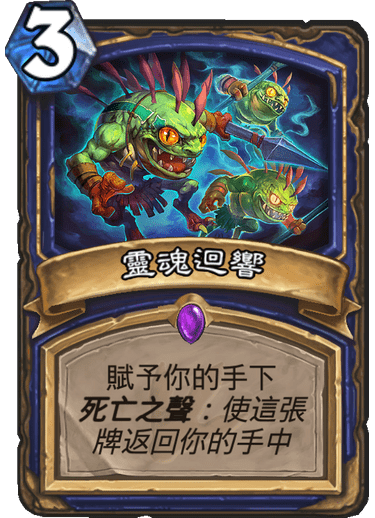 3
靈魂迴響
賦予你的手下
死亡之聲：使這張
牌返回你的手中